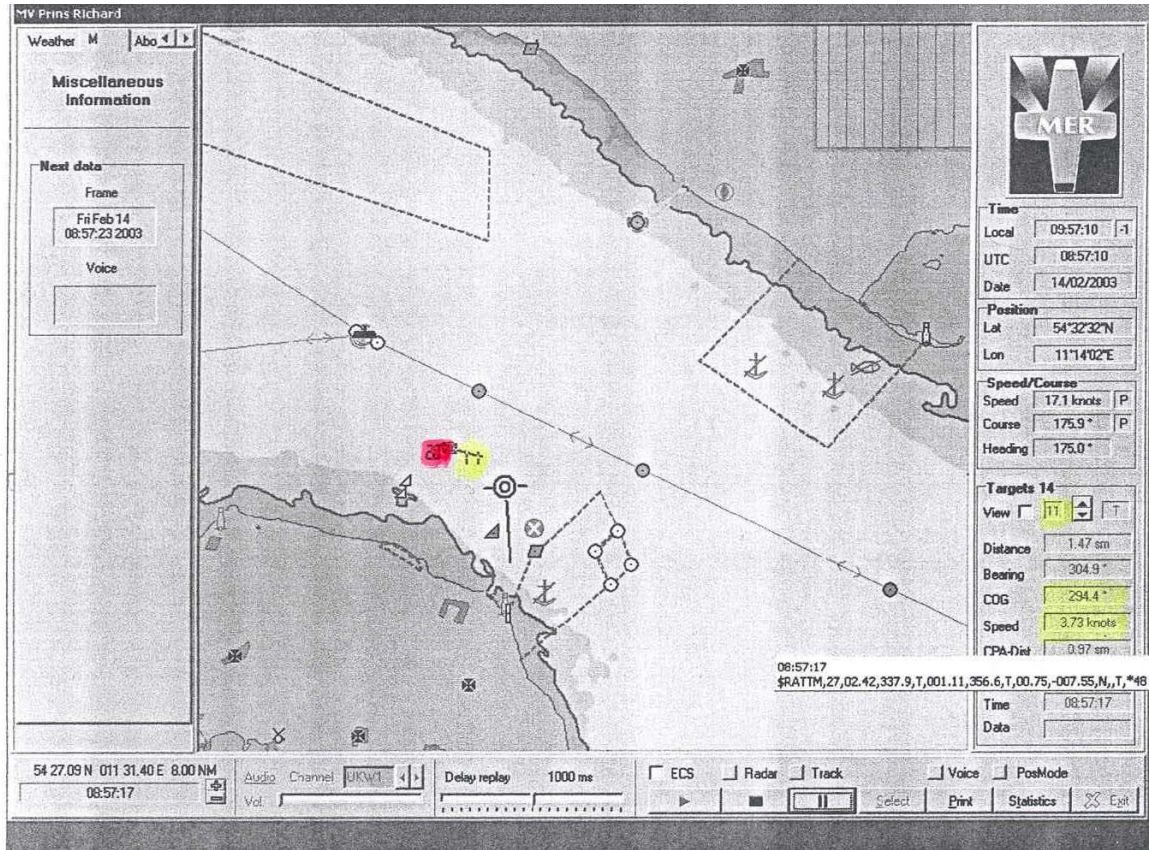 MV Prins Richard
Weather M Abo
Miscellaneous
Information
Next data
Frame
Fri Feb 14
08:57:23 2003
Voice
MER
Time
Local 09:57:10 -1
UTC 08:57:10
Date 14/02/2003
Position
Lat 54°32'32"N
Lon 11°14'02"E
Speed/Course
Speed 17.1 knots P
Course 175.9° P
Heading 175.0°
Targets 14
View 11 T
Distance 1.47 sm
Bearing 304.9°
COG 294.4°
Speed 3.73 knots
CPA-Dist 0.97 sm
08:57:17
$RATTM,27,02.42,337.9,T,001.11,356.6,T,00.75,-007.55,N,,T,*48
Time 08:57:17
Data
11
54 27.09 N 011 31.40 E 8.00 NM
08:57:17
Audio Channel UKW1
Vol.
Delay replay 1000 ms
ECS Radar Track Voice PosMode
Select Print Statistics Exit